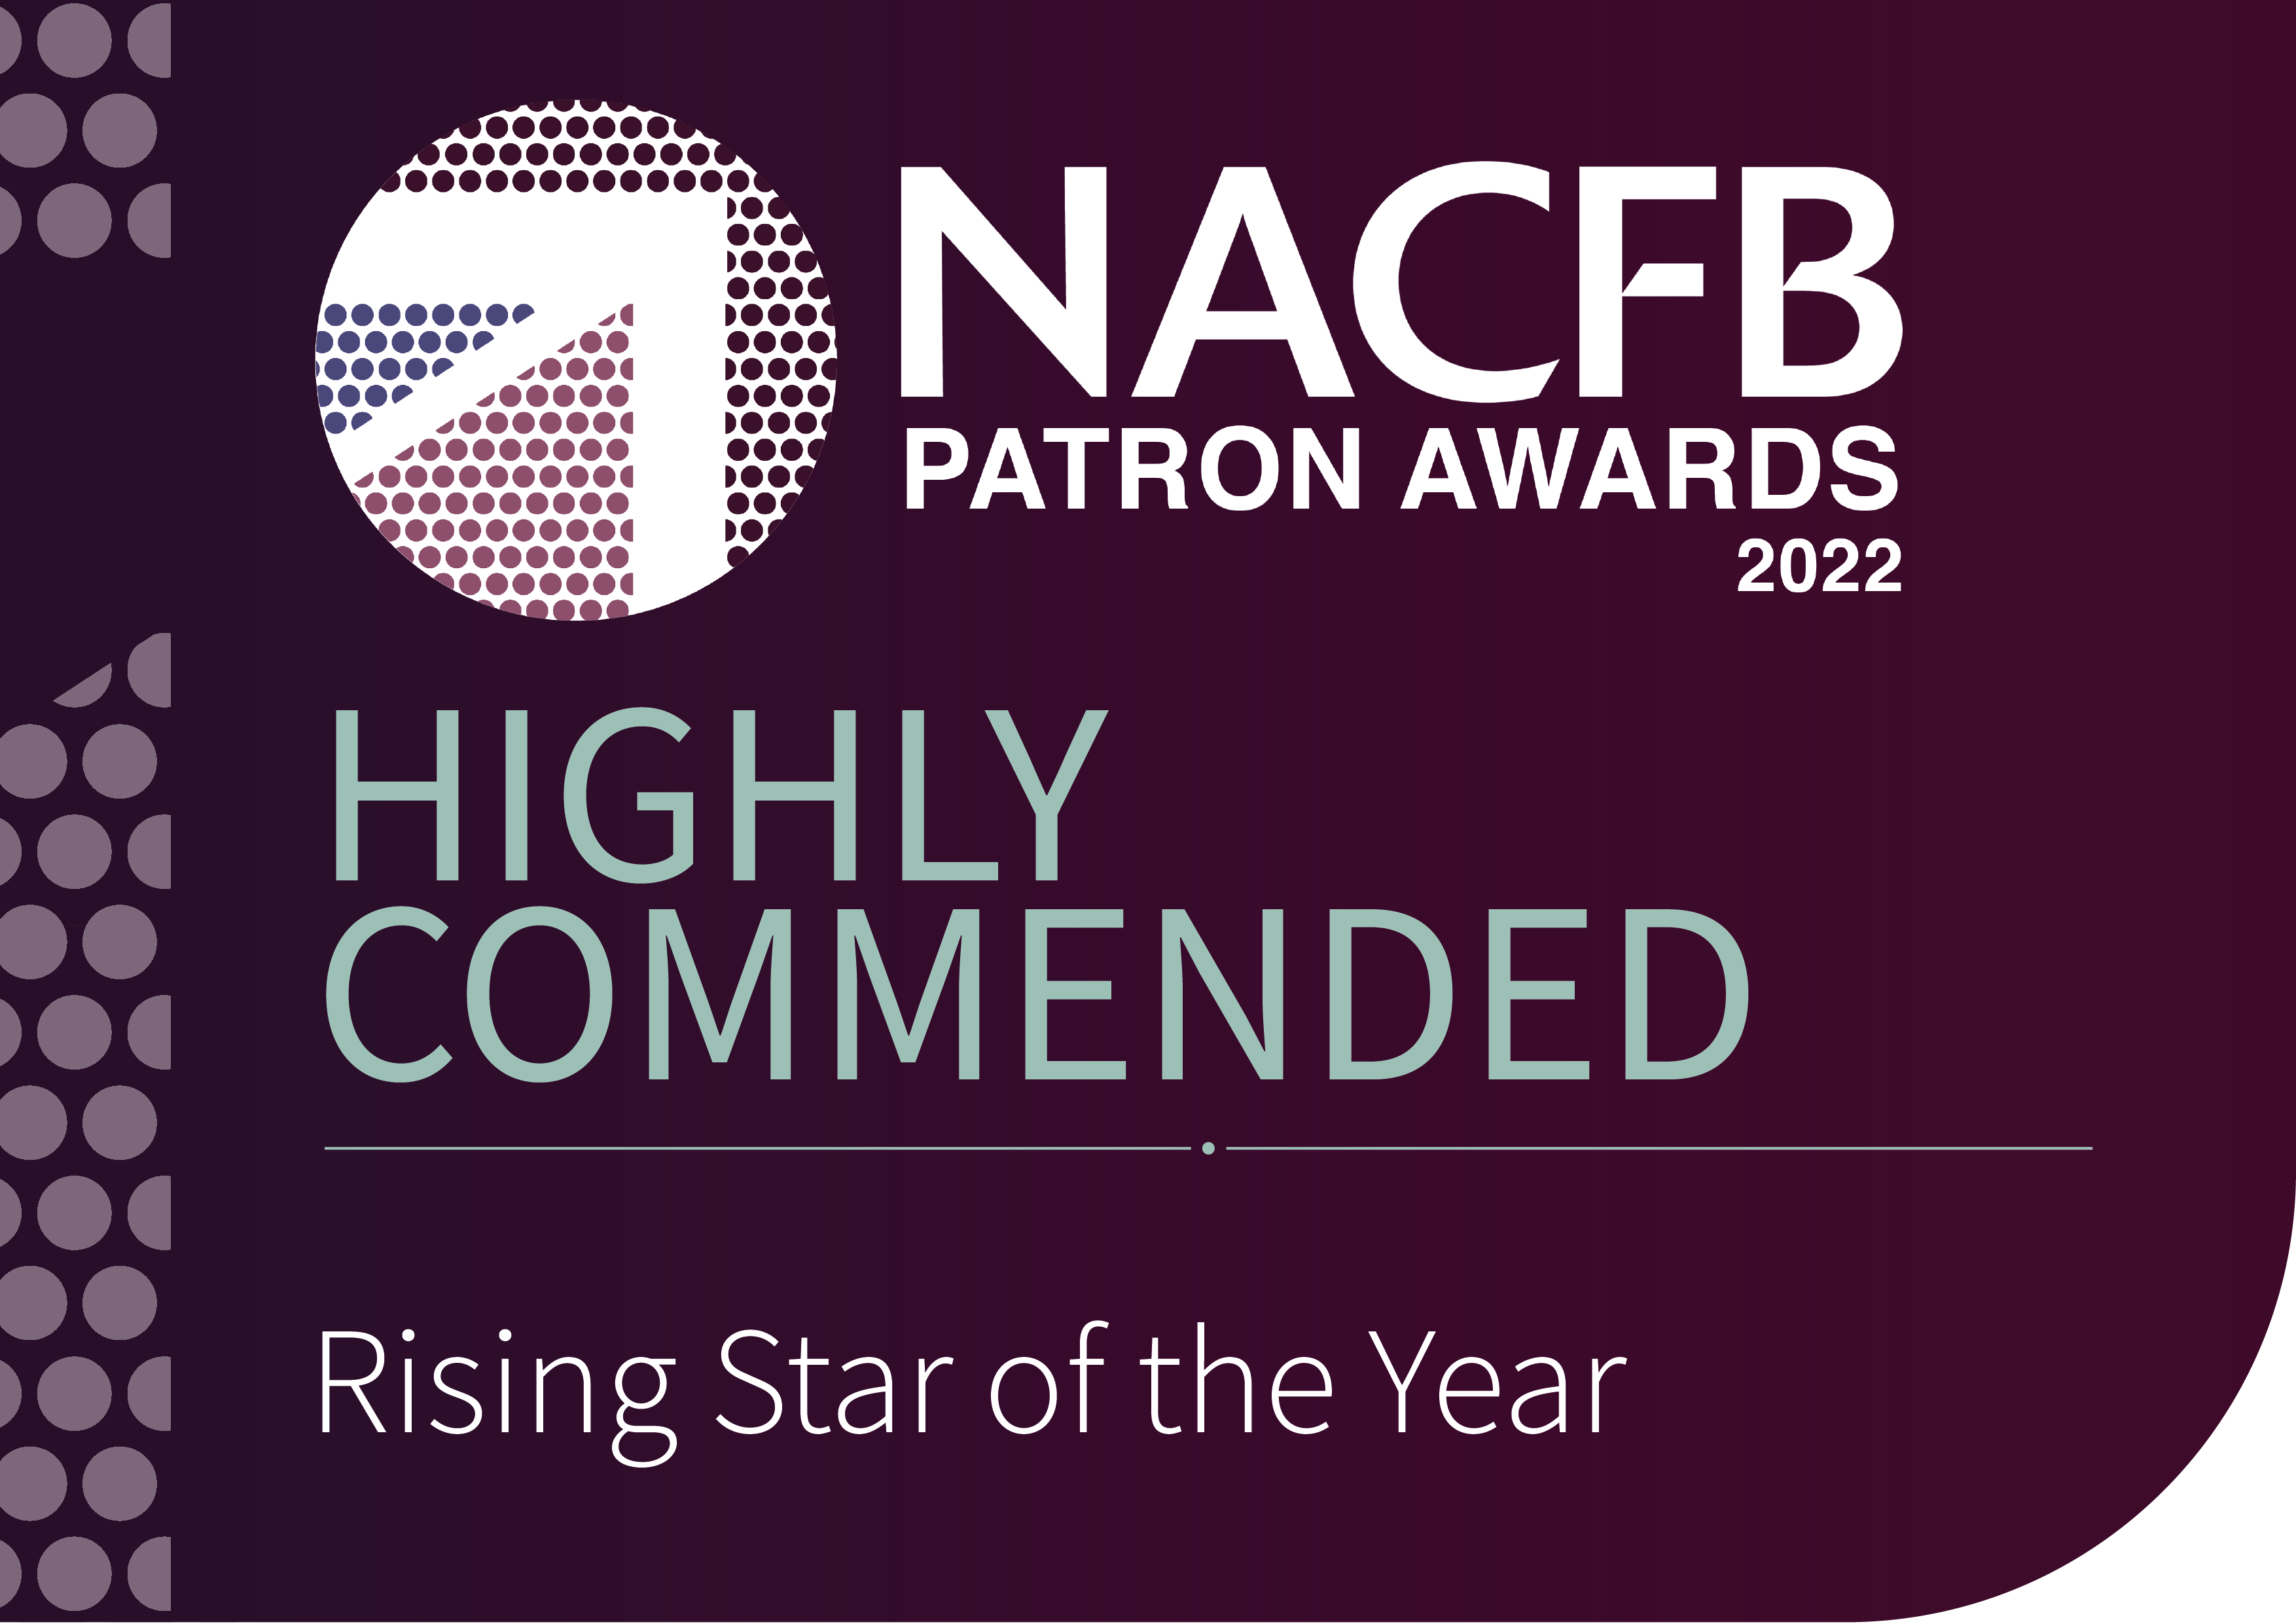 NACFB
PATRON AWARDS
2022
HIGHLY
COMMENDED
Rising Star of the Year